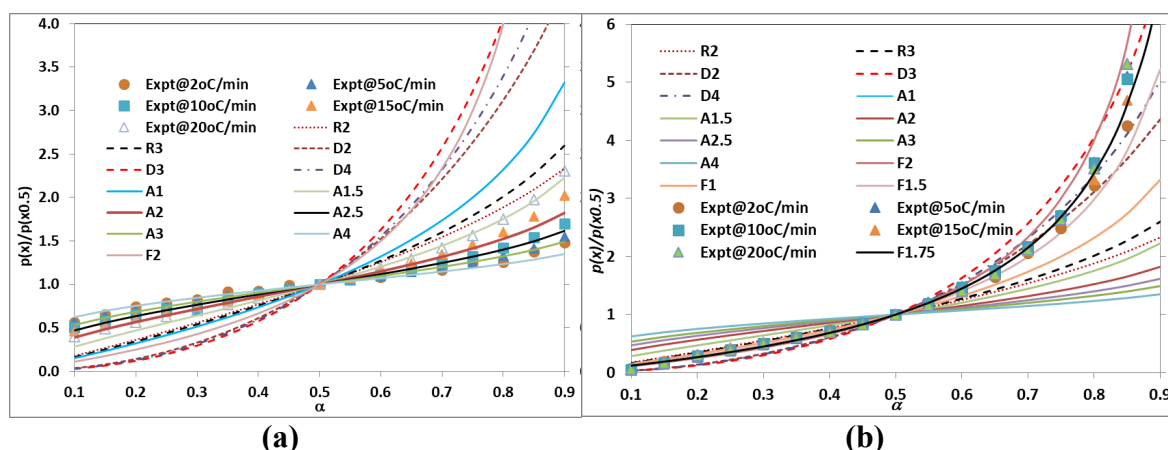 4.0
3.5
3.0
2.5
2.0
1.5
1.0
0.5
0.0
p(x)/p(x0.5)
Expt@2oC/min Expt@5oC/min
Expt@10oC/min Expt@15oC/min
Expt@20oC/min R2
R3 D2
D3 D4
A1 A1.5
A2 A2.5
A3 A4
F2
0.1 0.2 0.3 0.4 0.5 0.6 0.7 0.8 0.9
α
(a)
6
5
4
3
2
1
0
p(x)/p(x0.5)
R2 R3
D2 D3
D4 A1
A1.5 A2
A2.5 A3
A4 F2
F1 F1.5
Expt@2oC/min Expt@5oC/min
Expt@10oC/min Expt@15oC/min
Expt@20oC/min F1.75
0.1 0.2 0.3 0.4 0.5 0.6 0.7 0.8 0.9
α
(b)